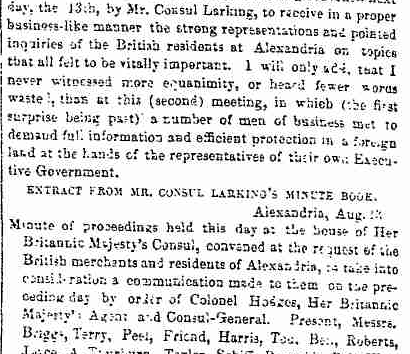 day, the 13th, by Mr. Consul Larking, to receive in a proper
business-like manner the strong representations and pointed
inquiries of the British residents at Alexandria on topics
that all felt to be vitally important. I will only add, that I
never witnessed more equanimity, or heard fewer words
wasted, than at this (second) meeting, in which (the first
surprise being past) a number of men of business met to
demand full information and efficient protection in a foreign
land at the hands of the representatives of their own Execu-
tive Government.
EXTRACT FROM MR. CONSUL LARKING'S MINUTE BOOK.
Alexandria, Aug.
Minute of proceedings held this day at the house of Her
Britannic Majesty's Consul, convened at the request of the
British merchants and residents of Alexandria, to take into
consideration a communication made to them on the pre-
ceding day by order of Colonel Hodges, Her Britannic
Majesty's Agent and Consul-General. Present, Messrs.
Briggs, Terry, Peel, Friend, Harris, Tod, Bell, Roberts,